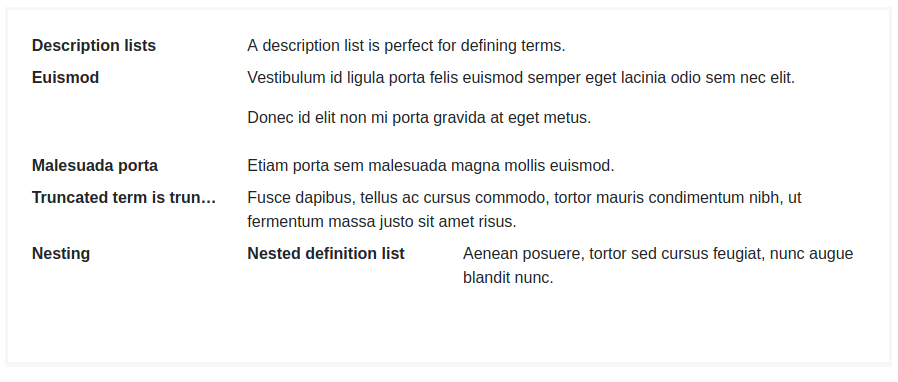 Description lists A description list is perfect for defining terms.
Euismod Vestibulum id ligula porta felis euismod semper eget lacinia odio sem nec elit.
Donec id elit non mi porta gravida at eget metus.
Malesuada porta Etiam porta sem malesuada magna mollis euismod.
Truncated term is trun… Fusce dapibus, tellus ac cursus commodo, tortor mauris condimentum nibh, ut
fermentum massa justo sit amet risus.
Nesting Nested definition list Aenean posuere, tortor sed cursus feugiat, nunc augue
blandit nunc.